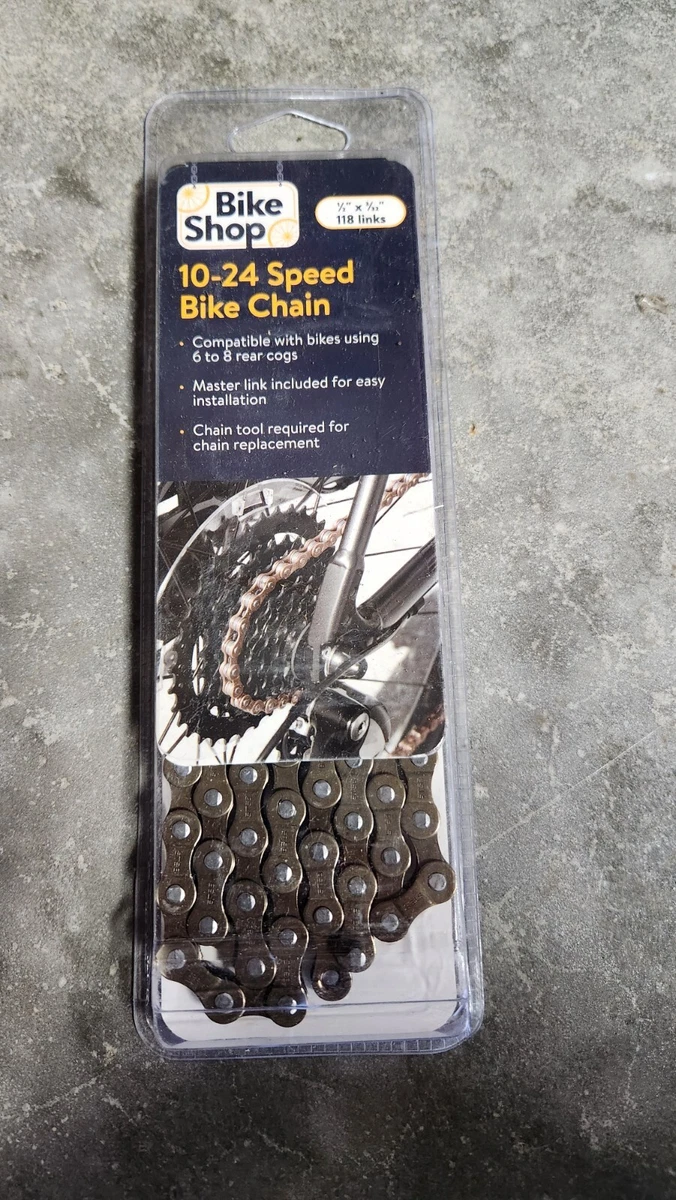 Bike
Shop
½" x ³⁄₃₂"
118 links
10-24 Speed
Bike Chain
• Compatible with bikes using
6 to 8 rear cogs
• Master link included for easy
installation
• Chain tool required for
chain replacement